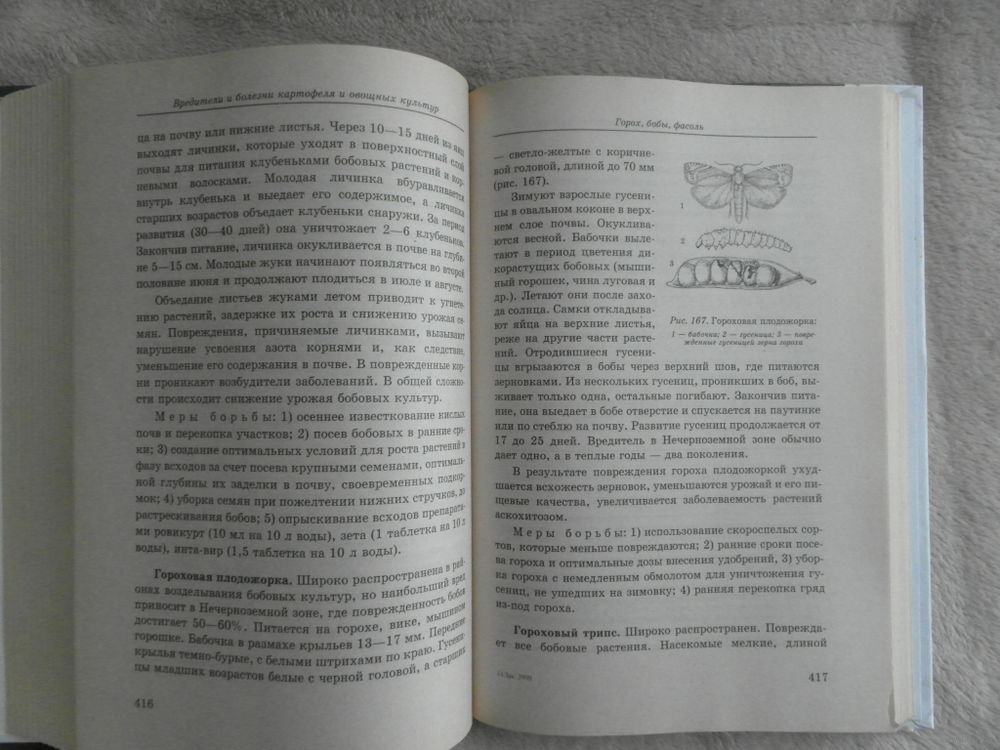 Вредители и болезни картофеля и овощных культур
ца на почву или нижние листья. Через 10—15 дней из яиц
выходят личинки, которые уходят в поверхностный слой
почвы для питания клубеньками бобовых растений и кор-
невыми волосками. Молодая личинка вбуравливается
внутрь клубенька и выедает его содержимое, а личинка
старших возрастов объедает клубеньки снаружи. За период
развития (30—40 дней) она уничтожает 2—6 клубеньков.
Закончив питание, личинка окукливается в почве на глуби-
не 5—15 см. Молодые жуки начинают появляться во второй
половине июня и продолжают плодиться в июле и августе.
Объедание листьев жуками летом приводит к угнете-
нию растений, задержке их роста и снижению урожая се-
мян. Повреждения, причиняемые личинками, вызывают
нарушение усвоения азота корнями и, как следствие,
уменьшение его содержания в почве. В поврежденные кор-
ни проникают возбудители заболеваний. В общей сложно-
сти происходит снижение урожая бобовых культур.
Меры борьбы: 1) осеннее известкование кислых
почв и перекопка участков; 2) посев бобовых в ранние сро-
ки; 3) создание оптимальных условий для роста растений в
фазу всходов за счет посева крупными семенами, оптималь-
ной глубины их заделки в почву, своевременных подкор-
мок; 4) уборка семян при пожелтении нижних стручков, до
растрескивания бобов; 5) опрыскивание всходов препарата-
ми ровикурт (10 мл на 10 л воды), зета (1 таблетка на 10 л
воды), инта-вир (1,5 таблетка на 10 л воды).
Гороховая плодожорка. Широко распространена в рай-
онах возделывания бобовых культур, но наибольший вред
приносит в Нечерноземной зоне, где поврежденность бобов
достигает 50—60%. Питается на горохе, вике, мышином
горошке. Бабочка в размахе крыльев 13—17 мм. Передние
крылья темно-бурые, с белыми штрихами по краю. Гусени-
цы младших возрастов белые с черной головой, а старших
416
Горох, бобы, фасоль
— светло-желтые с коричне-
вой головой, длиной до 70 мм
(рис. 167).
Зимуют взрослые гусени-
цы в овальном коконе в верх-
нем слое почвы. Окуклива-
ются весной. Бабочки выле-
тают в период цветения ди-
корастущих бобовых (мыши-
ный горошек, чина луговая и
др.). Летают они после захо-
да солнца. Самки откладыва-
ют яйца на верхние листья,
реже на другие части расте-
ний. Отродившиеся гусени-
1
2
3
Рис. 167. Гороховая плодожорка:
1 — бабочка; 2 — гусеница; 3 — повре-
жденные гусеницей зерна гороха
цы вгрызаются в бобы через верхний шов, где питаются
зерновками. Из нескольких гусениц, проникших в боб, вы-
живает только одна, остальные погибают. Закончив пита-
ние, она выедает в бобе отверстие и спускается на паутинке
или по стеблю на почву. Развитие гусениц продолжается от
17 до 25 дней. Вредитель в Нечерноземной зоне обычно
дает одно, а в теплые годы — два поколения.
В результате повреждения гороха плодожоркой ухуд-
шается всхожесть зерновок, уменьшаются урожай и его пи-
щевые качества, увеличивается заболеваемость растений
аскохитозом.
Меры борьбы: 1) использование скороспелых сор-
тов, которые меньше повреждаются; 2) ранние сроки посе-
ва гороха и оптимальные дозы внесения удобрений, 3) убор-
ка гороха с немедленным обмолотом для уничтожения гу-
сениц, не ушедших на зимовку; 4) ранняя перекопка гряд
из-под гороха.
Гороховый трипс. Широко распространен. Поврежда-
ет все бобовые растения. Насекомые мелкие, длиной
417